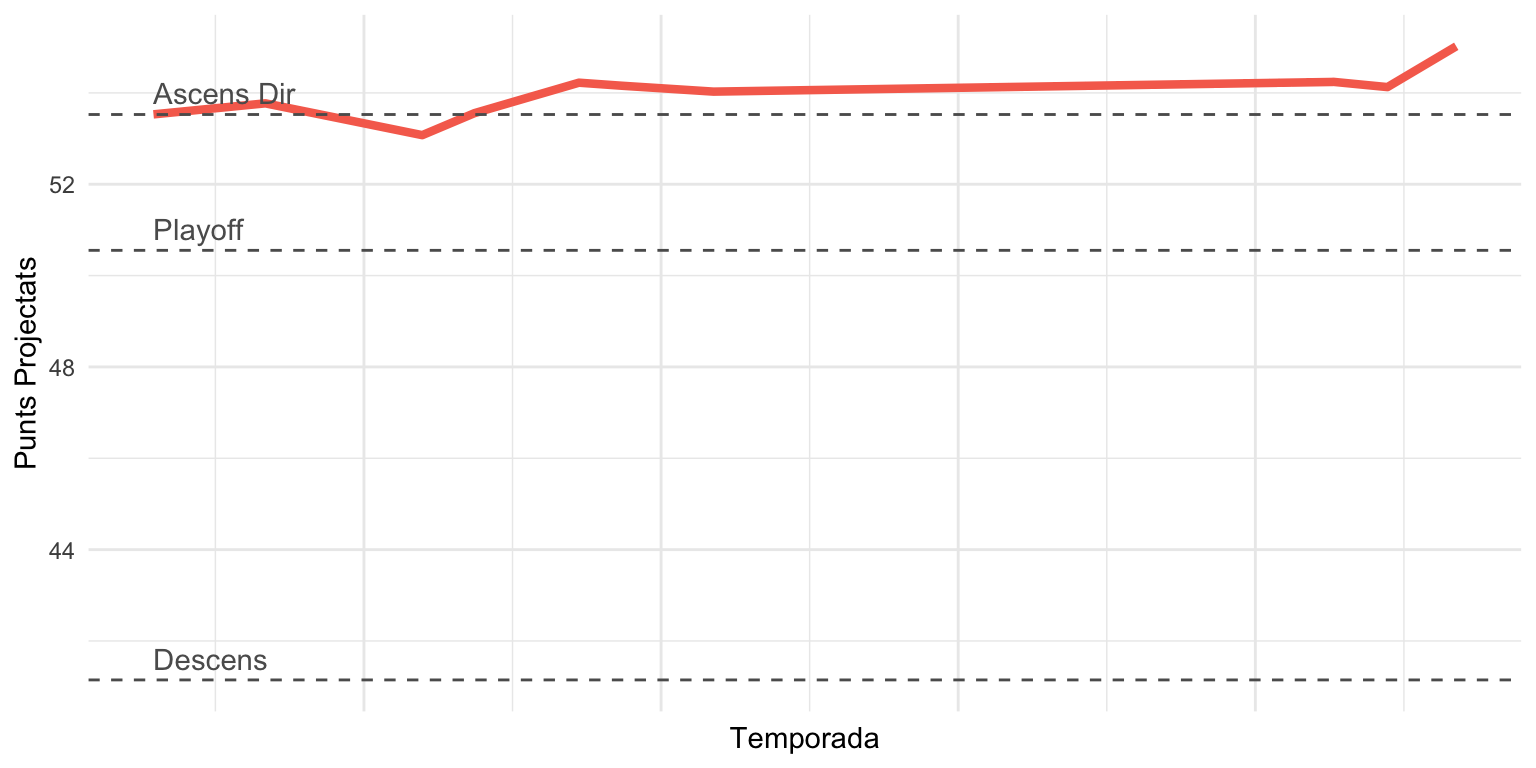 Ascens Dir
52
Playoff
Punts Projectats
48
44
Descens
Temporada